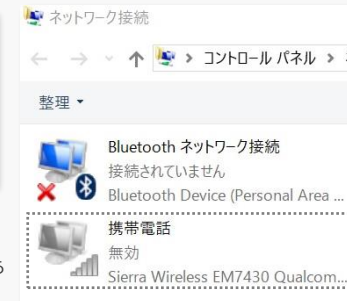 ネットワーク接続
コントロール パネル
整理
Bluetooth ネットワーク接続
接続されていません
Bluetooth Device (Personal Area ...
携帯電話
無効
Sierra Wireless EM7430 Qualcom...